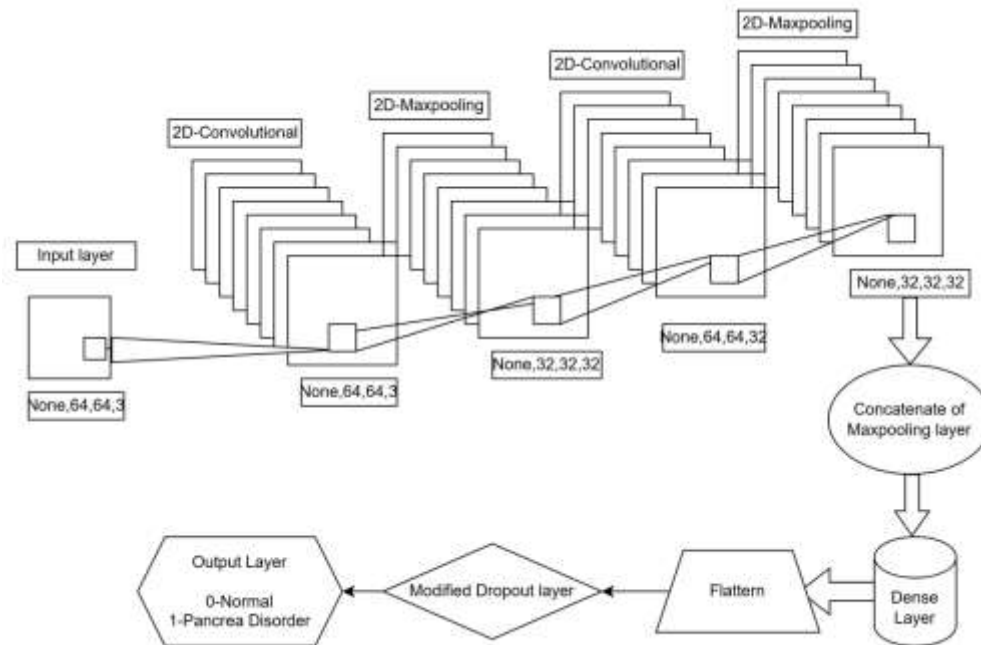 2D-Maxpooling
2D-Convolutional
2D-Maxpooling
2D-Convolutional
Input layer
None,32,32,32
None,64,64,32
None,32,32,32
None,64,64,3
None,64,64,3
Concatenate of
Maxpooling layer
Output Layer
0-Normal
1-Pancrea Disorder
Modified Dropout layer
Flattern
Dense
Layer